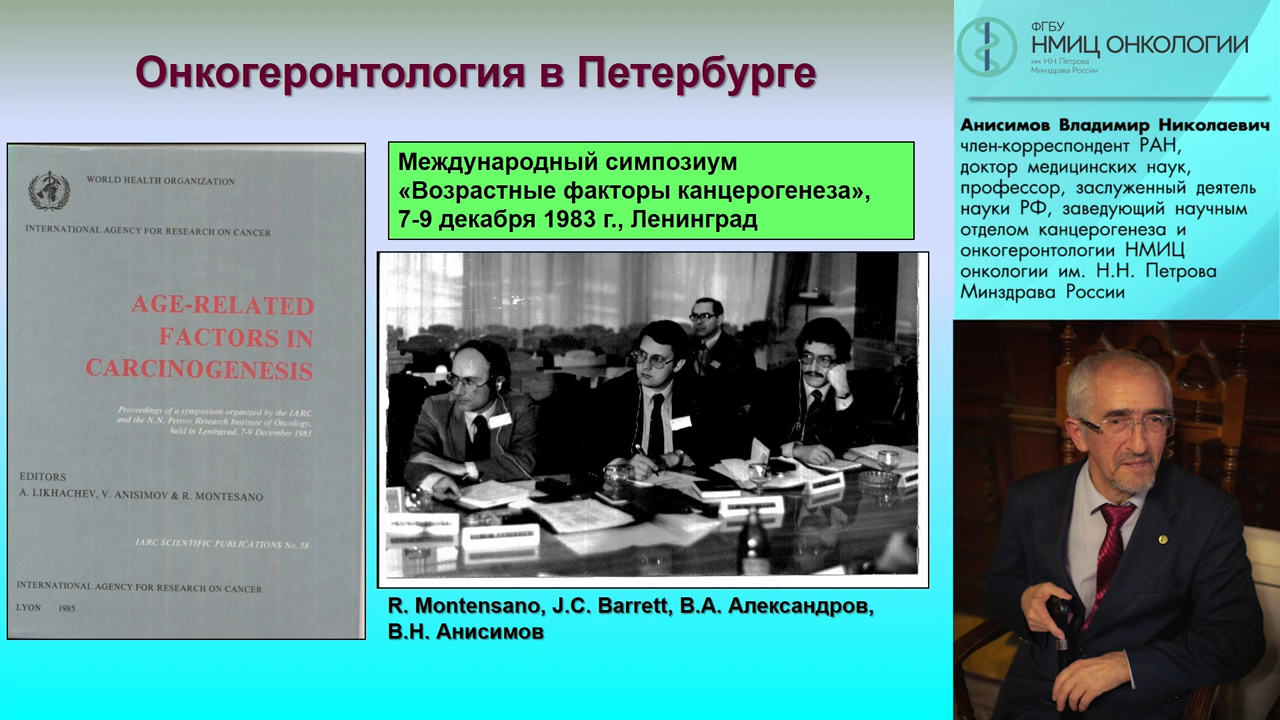 Онкогеронтология в Петербурге
WORLD HEALTH ORGANIZATION
INTERNATIONAL AGENCY FOR RESEARCH ON CANCER
AGE-RELATED
FACTORS IN
CARCINOGENESIS
Proceedings of a symposium organized by the IARC
and the N.N. Petrov Research Institute of Oncology,
held in Leningrad, 7-9 December 1983
EDITORS
A. LIKHACHEV, V. ANISIMOV & R. MONTESANO
IARC SCIENTIFIC PUBLICATIONS No. 58
INTERNATIONAL AGENCY FOR RESEARCH ON CANCER
LYON 1985
Международный симпозиум
«Возрастные факторы канцерогенеза»,
7-9 декабря 1983 г., Ленинград
R. Montensano, J.C. Barrett, В.А. Александров,
В.Н. Анисимов
ФГБУ
НМИЦ ОНКОЛОГИИ
им. Н.Н. Петрова
Минздрава России
Анисимов Владимир Николаевич
член-корреспондент РАН,
доктор медицинских наук,
профессор, заслуженный деятель
науки РФ, заведующий научным
отделом канцерогенеза и
онкогеронтологии НМИЦ
онкологии им. Н.Н. Петрова
Минздрава России